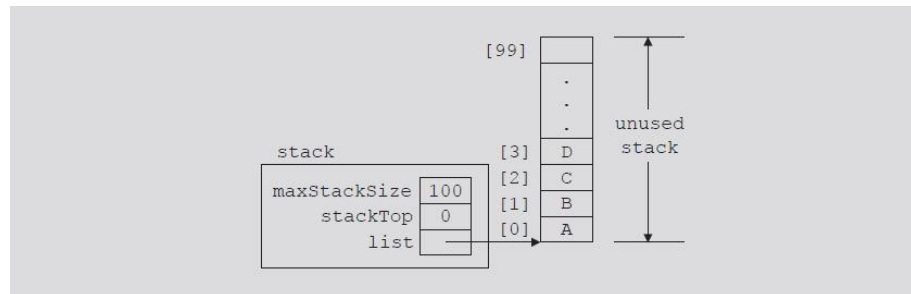 [99]
.
.
.
unused
stack
[3] D
[2] C
[1] B
[0] A
stack
maxStackSize 100
stackTop 0
list